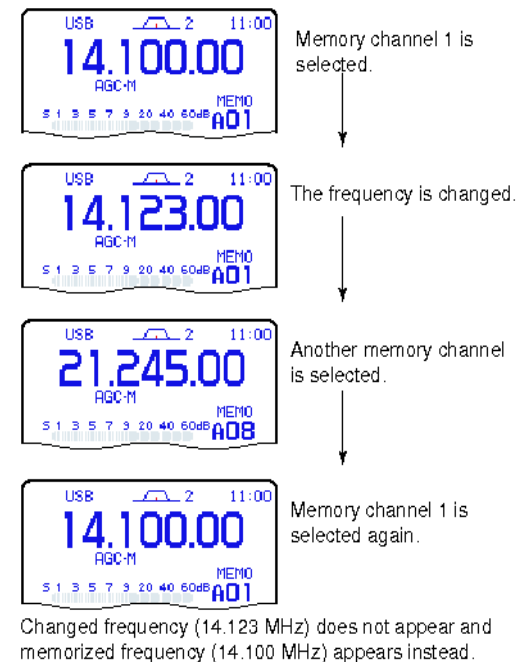 USB 2 11:00
14.100.00
AGC-M
MEMO
S 1 3 5 7 9 20 40 60dB A01
Memory channel 1 is
selected.
USB 2 11:00
14.123.00
AGC-M
MEMO
S 1 3 5 7 9 20 40 60dB A01
The frequency is changed.
USB 2 11:00
21.245.00
AGC-M
MEMO
S 1 3 5 7 9 20 40 60dB A08
Another memory channel
is selected.
USB 2 11:00
14.100.00
AGC-M
MEMO
S 1 3 5 7 9 20 40 60dB A01
Memory channel 1 is
selected again.
Changed frequency (14.123 MHz) does not appear and
memorized frequency (14.100 MHz) appears instead.